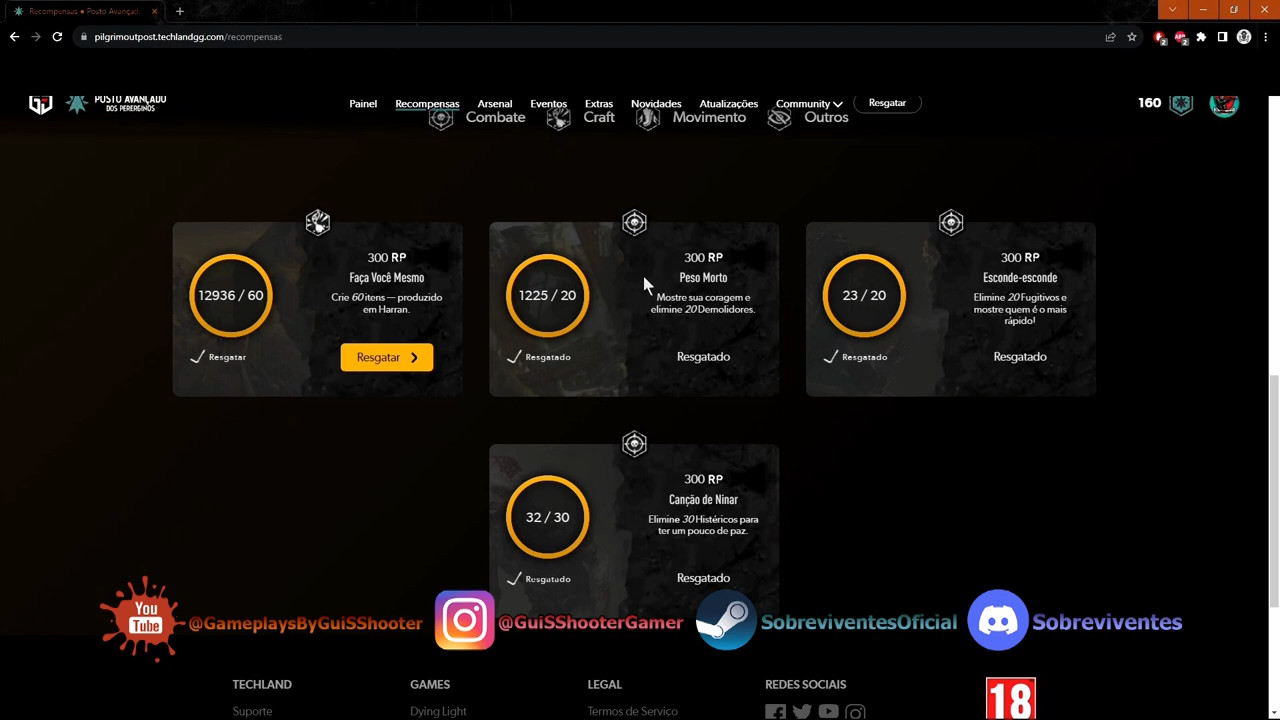 Recompensas • Posto Avançad
pilgrimoutpost.techlandgg.com/recompensas
POSTO AVANÇADO
DOS PEREGRINOS
Painel
Recompensas
Arsenal
Eventos
Extras
Novidades
Atualizações
Community
Resgatar
160
Combate
Craft
Movimento
Outros
12936 / 60
Resgatar
300 RP
Faça Você Mesmo
Crie 60 itens — produzido
em Harran.
Resgatar
1225 / 20
Resgatado
300 RP
Peso Morto
Mostre sua coragem e
elimine 20 Demolidores.
Resgatado
23 / 20
Resgatado
300 RP
Esconde-esconde
Elimine 20 Fugitivos e
mostre quem é o mais
rápido!
Resgatado
32 / 30
Resgatado
300 RP
Canção de Ninar
Elimine 30 Histéricos para
ter um pouco de paz.
Resgatado
You
Tube
@GameplaysByGuiSShooter
@GuiSShooterGamer
SobreviventesOficial
Sobreviventes
TECHLAND
Suporte
GAMES
Dying Light
LEGAL
Termos de Serviço
REDES SOCIAIS
18